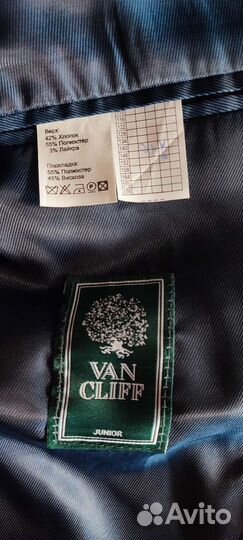 Верх:
42% Хлопок
55% Полиэстер
3% Лайкра
Подкладка:
55% Полиэстер
45% Вискоза
VAN
CLIFF
JUNIOR
Avito